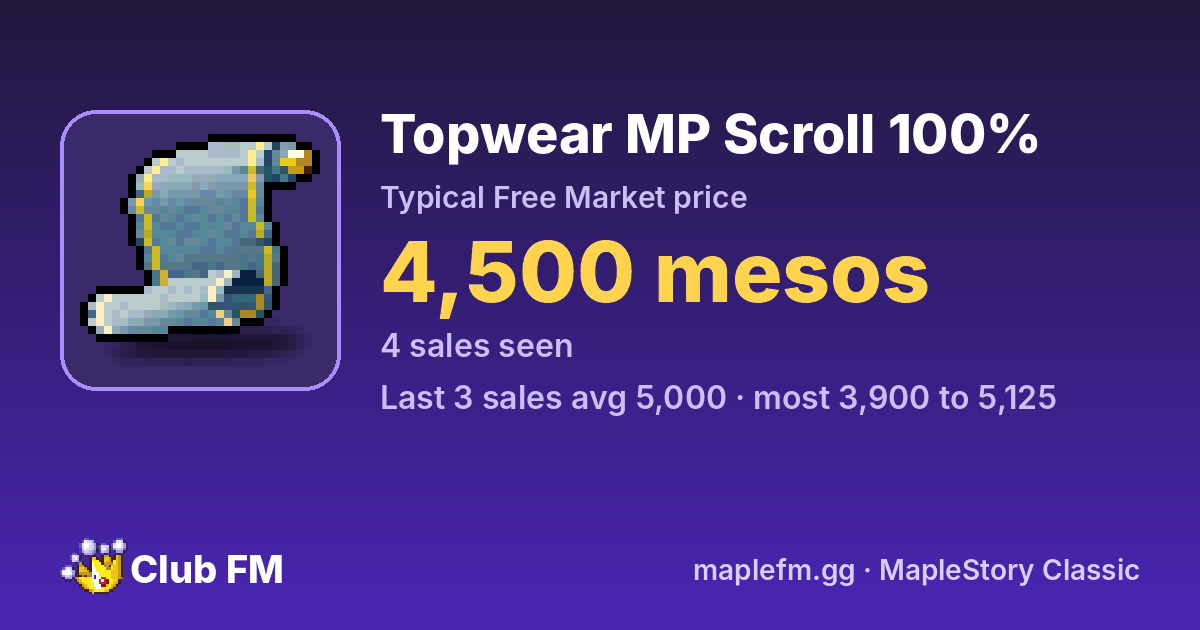 Topwear MP Scroll 100%
Typical Free Market price
4,500 mesos
4 sales seen
Last 3 sales avg 5,000 · most 3,900 to 5,125
Club FM
maplefm.gg · MapleStory Classic